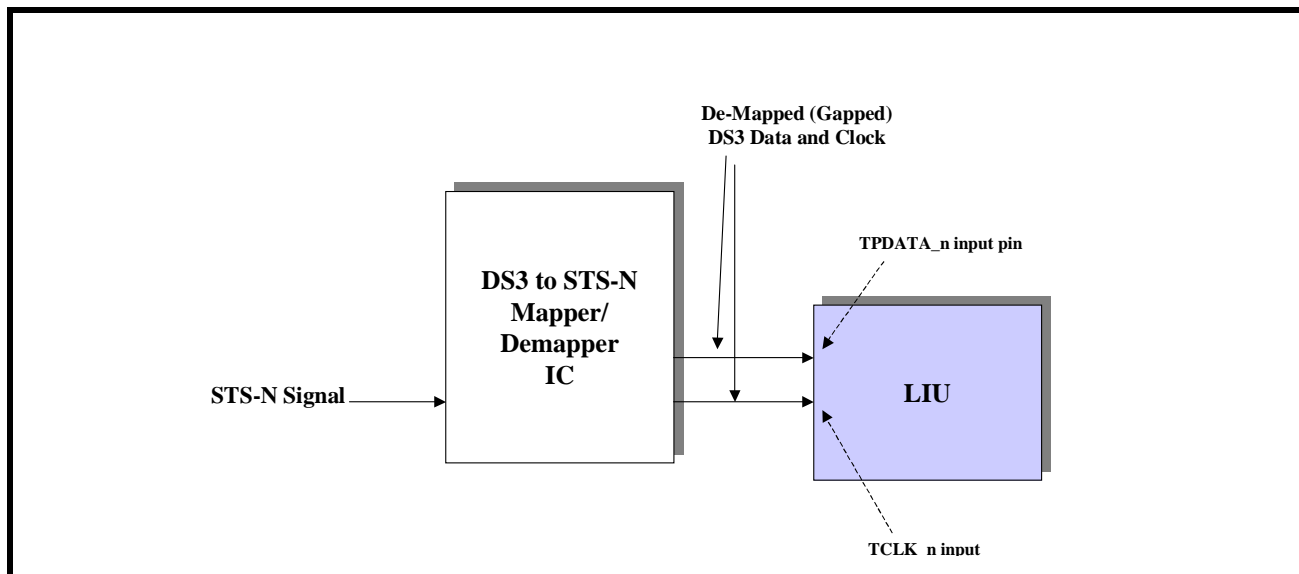 De-Mapped (Gapped)
DS3 Data and Clock
TPDATA_n input pin
DS3 to STS-N
Mapper/
Demapper
IC
STS-N Signal
LIU
TCLK_n input